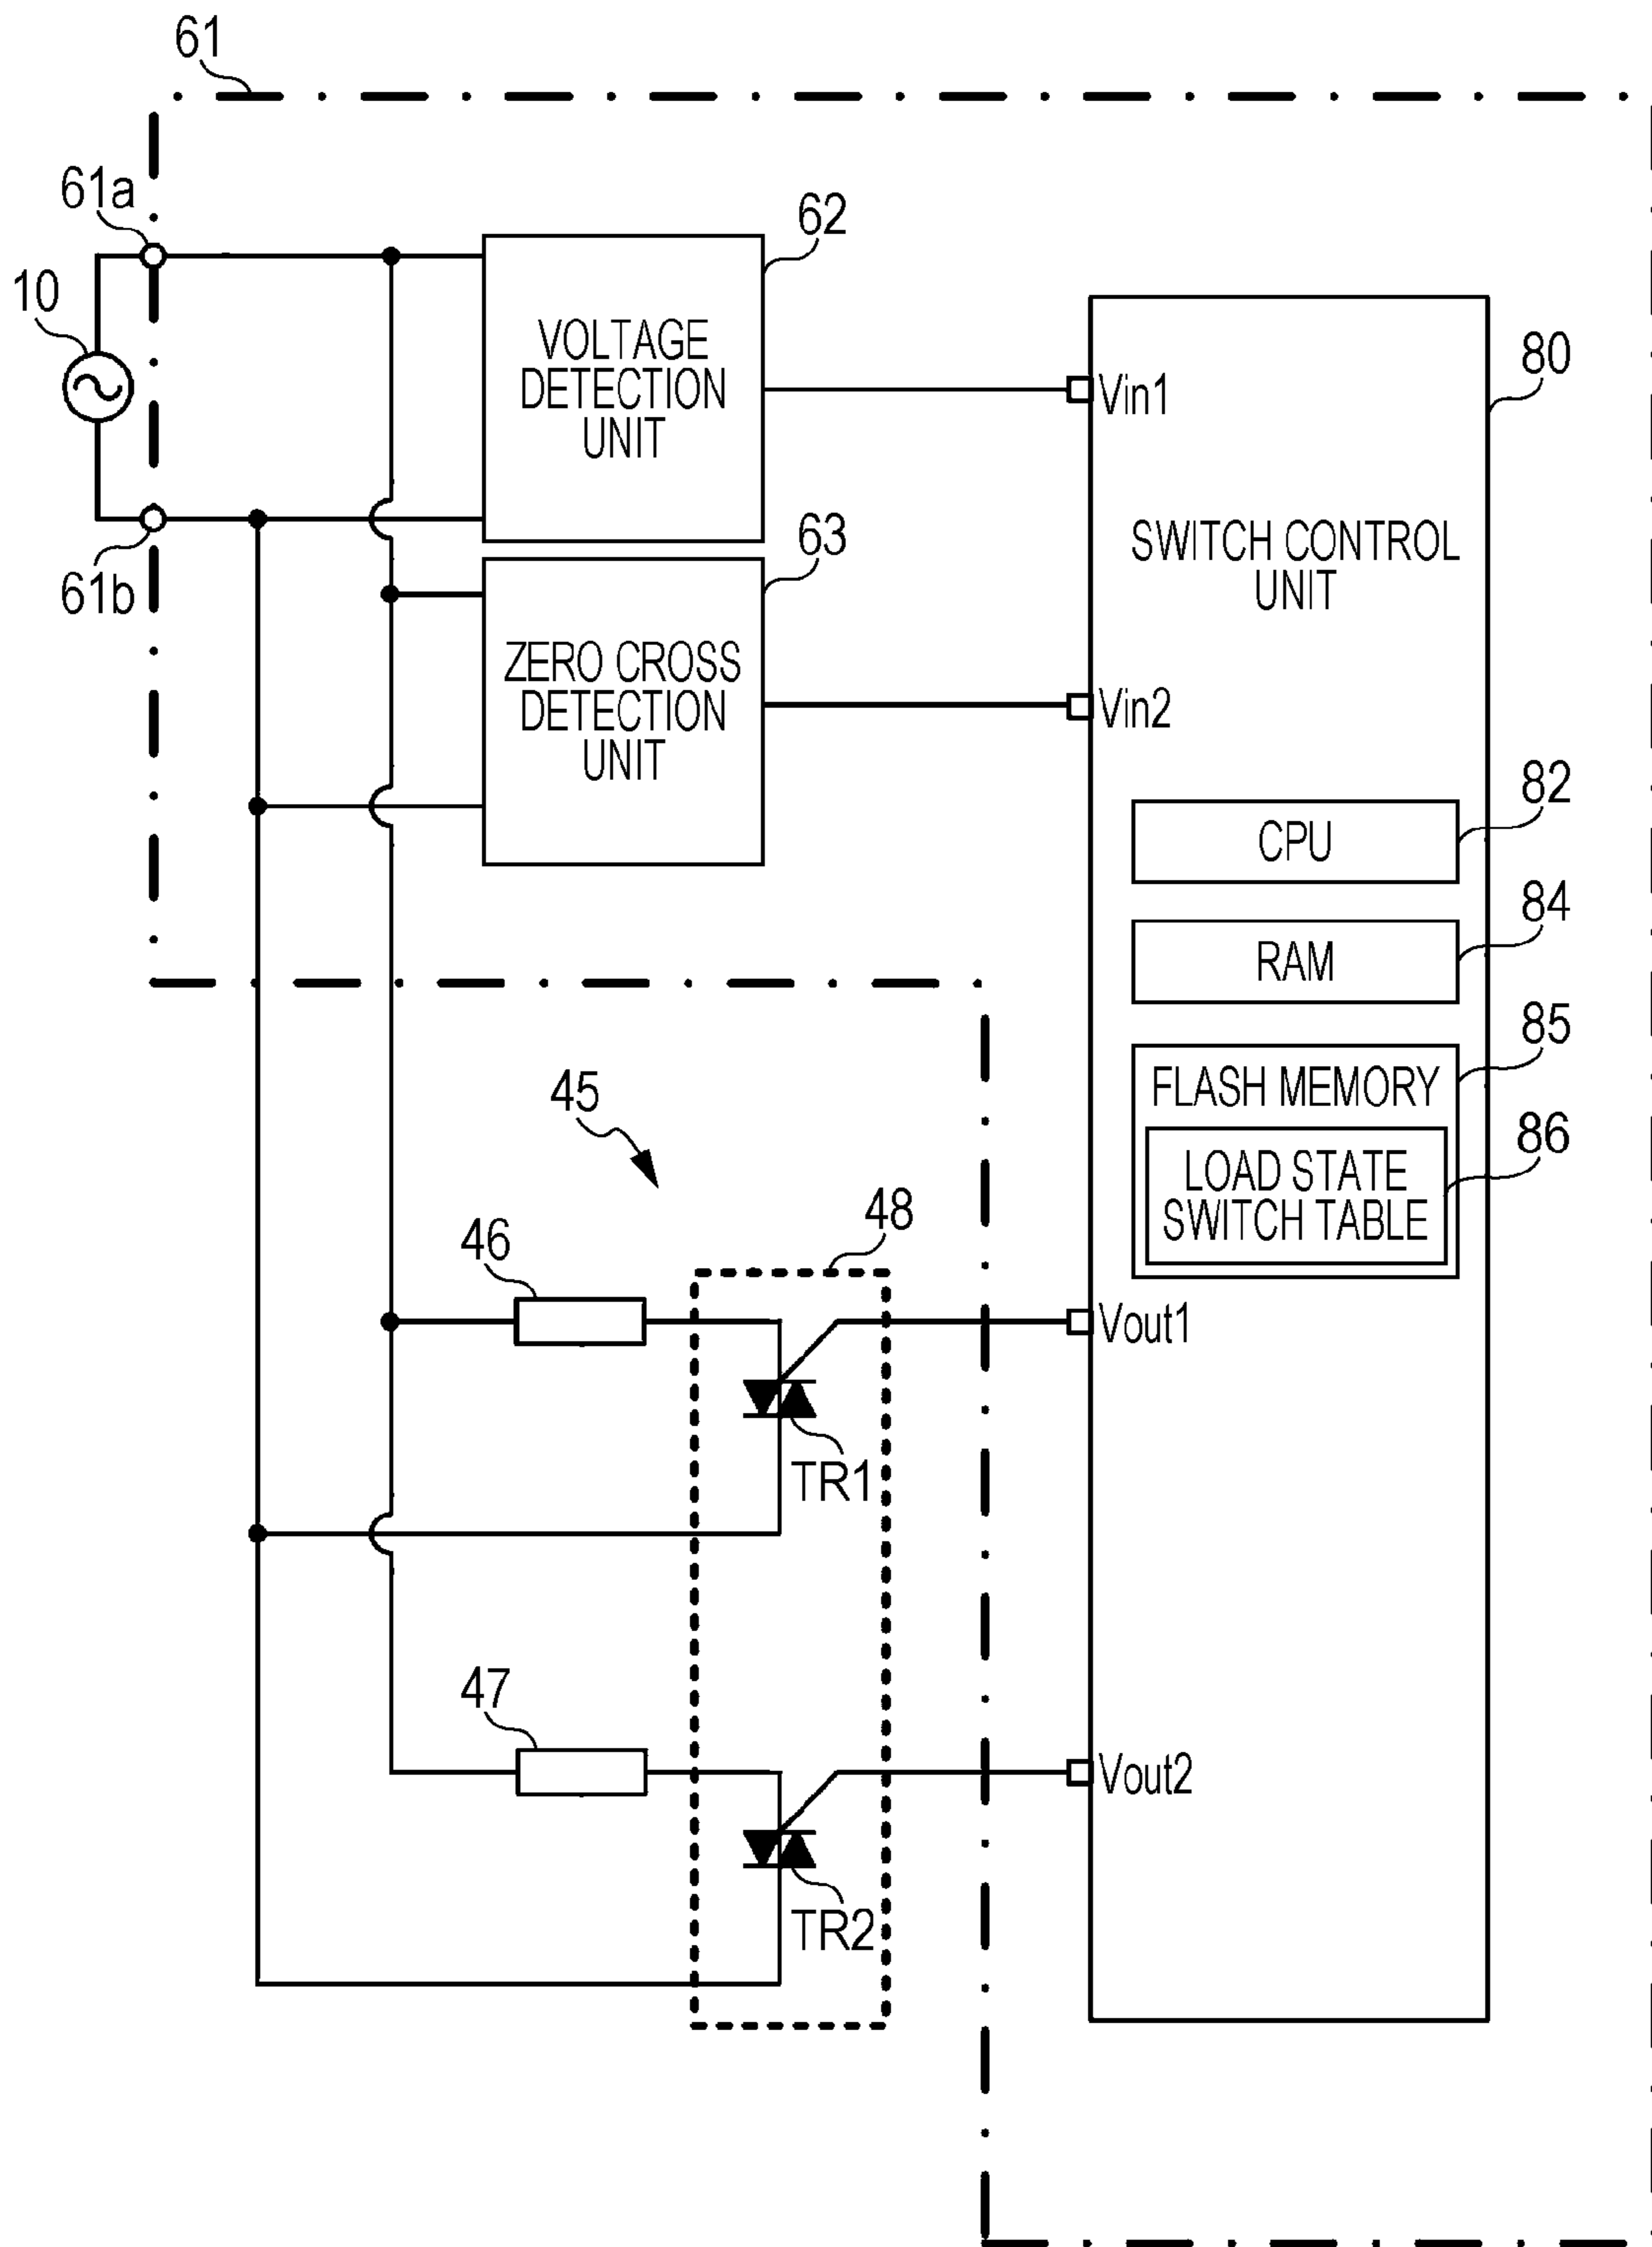 61
61a
10
61b
VOLTAGE
DETECTION
UNIT
62
63
ZERO CROSS
DETECTION
UNIT
80
Vin1
SWITCH CONTROL
UNIT
Vin2
82
CPU
84
RAM
85
FLASH MEMORY
86
LOAD STATE
SWITCH TABLE
45
46
48
Vout1
TR1
47
Vout2
TR2